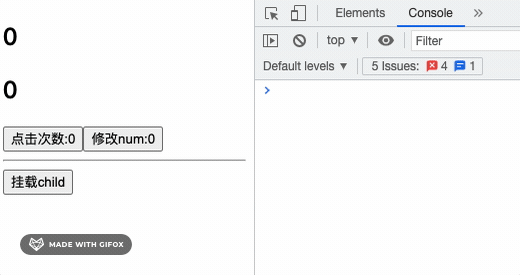 0
0
点击次数:0 修改num:0
挂载child
MADE WITH GIFOX
Elements Console
top ▼ Filter
Default levels ▼ 5 Issues: 4 1